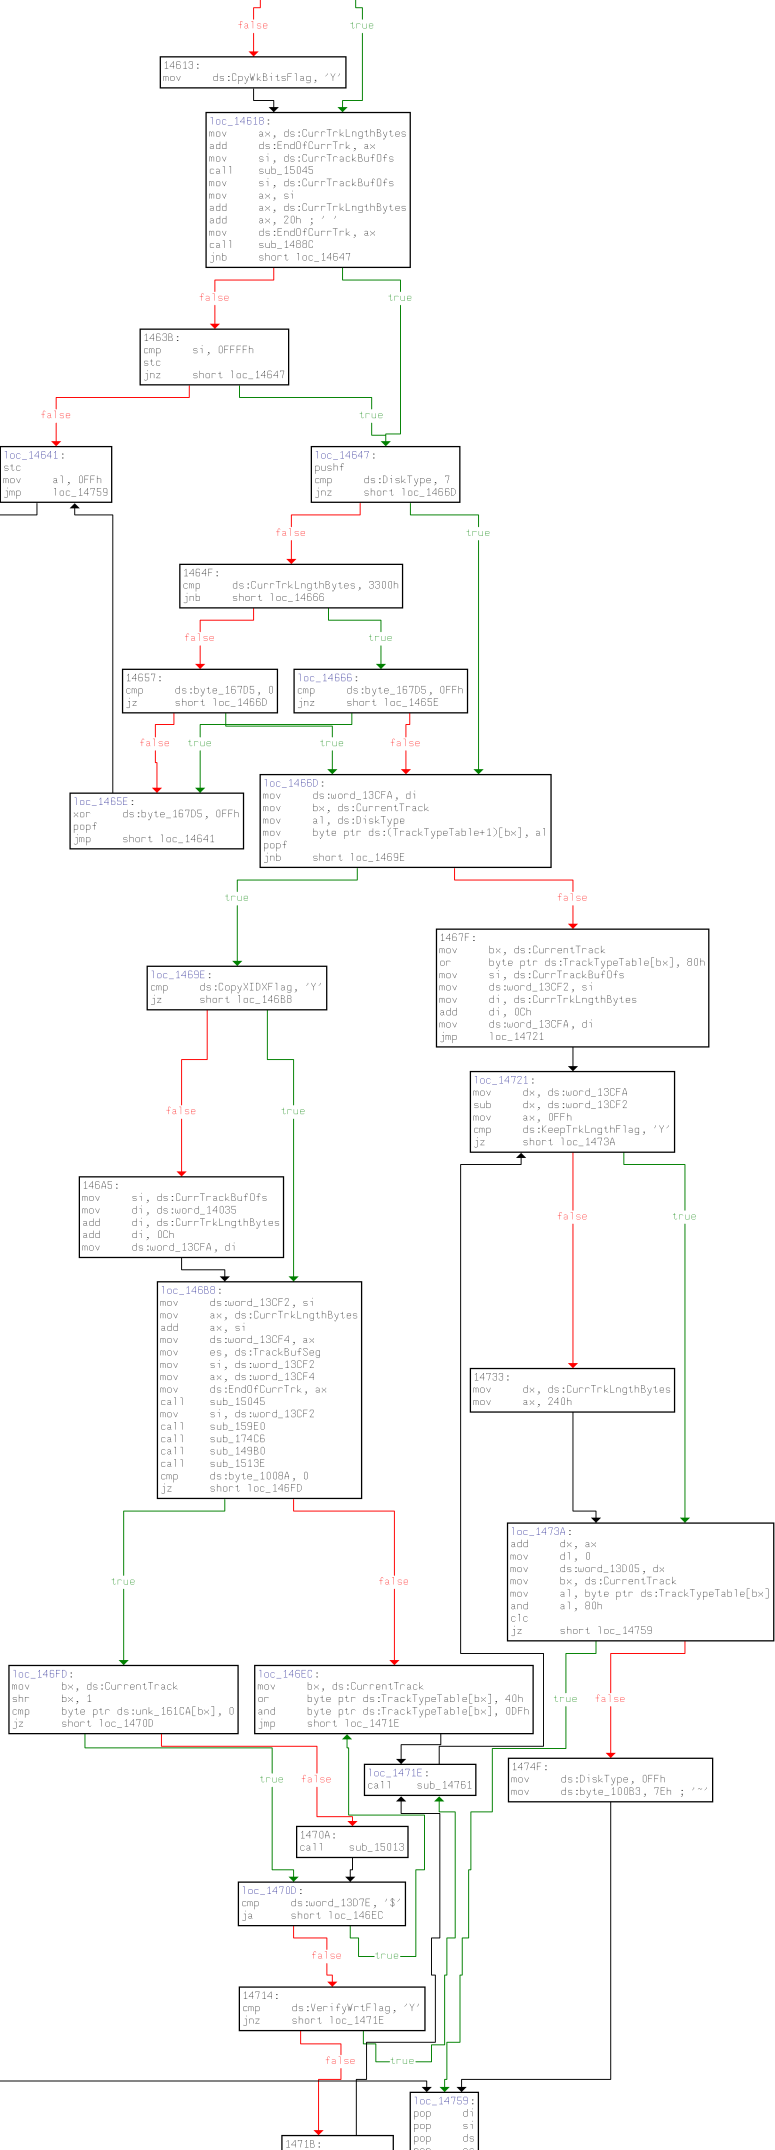 false
true
14613:
mov ds:CpyWkBitsFlag, 'Y'
loc_14618:
mov ax, ds:CurrTrkLngthBytes
add ds:EndOfCurrTrk, ax
mov si, ds:CurrTrackBufOfs
call sub_15045
mov si, ds:CurrTrackBufOfs
mov ax, si
add ax, ds:CurrTrkLngthBytes
add ax, 20h ; ' '
mov ds:EndOfCurrTrk, ax
call sub_1488C
jnb short loc_14647
false
true
1463B:
cmp si, 0FFFFh
stc
jnz short loc_14647
false
true
loc_14641:
stc
mov al, 0FFh
jmp loc_14759
loc_14647:
pushf
cmp ds:DiskType, 7
jnz short loc_1466D
false
true
1464F:
cmp ds:CurrTrkLngthBytes, 3300h
jnb short loc_14666
false
true
14657:
cmp ds:byte_167D5, 0
jz short loc_1466D
loc_14666:
cmp ds:byte_167D5, 0FFh
jnz short loc_1465E
false
true
true
false
loc_1465E:
xor ds:byte_167D5, 0FFh
popf
jmp short loc_14641
loc_1466D:
mov ds:word_13CFA, di
mov bx, ds:CurrentTrack
mov al, ds:DiskType
mov byte ptr ds:(TrackTypeTable+1)[bx], al
popf
jnb short loc_1469E
true
false
1467F:
mov bx, ds:CurrentTrack
or byte ptr ds:TrackTypeTable[bx], 80h
mov si, ds:CurrTrackBufOfs
mov ds:word_13CF2, si
mov di, ds:CurrTrkLngthBytes
add di, 0Ch
mov ds:word_13CFA, di
jmp loc_14721
loc_1469E:
cmp ds:CopyXIDXFlag, 'Y'
jz short loc_146B8
loc_14721:
mov dx, ds:word_13CFA
sub dx, ds:word_13CF2
mov ax, 0FFh
cmp ds:KeepTrkLngthFlag, 'Y'
jz short loc_1473A
false
true
146A5:
mov si, ds:CurrTrackBufOfs
mov di, ds:word_14035
add di, ds:CurrTrkLngthBytes
add di, 0Ch
mov ds:word_13CFA, di
false
true
loc_146B8:
mov ds:word_13CF2, si
mov ax, ds:CurrTrkLngthBytes
add ax, si
mov ds:word_13CF4, ax
mov es, ds:TrackBufSeg
mov si, ds:word_13CF2
mov ax, ds:word_13CF4
mov ds:EndOfCurrTrk, ax
call sub_15045
mov si, ds:word_13CF2
call sub_159E0
call sub_174C6
call sub_149B0
call sub_1513E
cmp ds:byte_1008A, 0
jz short loc_146FD
14733:
mov dx, ds:CurrTrkLngthBytes
mov ax, 240h
loc_1473A:
add dx, ax
mov dl, 0
mov ds:word_13D05, dx
mov bx, ds:CurrentTrack
mov al, byte ptr ds:TrackTypeTable[bx]
and al, 80h
clc
jz short loc_14759
true
false
loc_146FD:
mov bx, ds:CurrentTrack
shr bx, 1
cmp byte ptr ds:unk_161CA[bx], 0
jz short loc_1470D
loc_146EC:
mov bx, ds:CurrentTrack
or byte ptr ds:TrackTypeTable[bx], 40h
and byte ptr ds:TrackTypeTable[bx], 0DFh
jmp short loc_1471E
true
false
true
false
loc_1471E:
call sub_14761
1474F:
mov ds:DiskType, 0FFh
mov ds:byte_100B3, 7Eh ; '~'
1470A:
call sub_15013
loc_1470D:
cmp ds:word_13D7E, '$'
ja short loc_146EC
false
true
14714:
cmp ds:VerifyWrtFlag, 'Y'
jnz short loc_1471E
false
true
loc_14759:
pop di
pop si
pop ds
1471B: